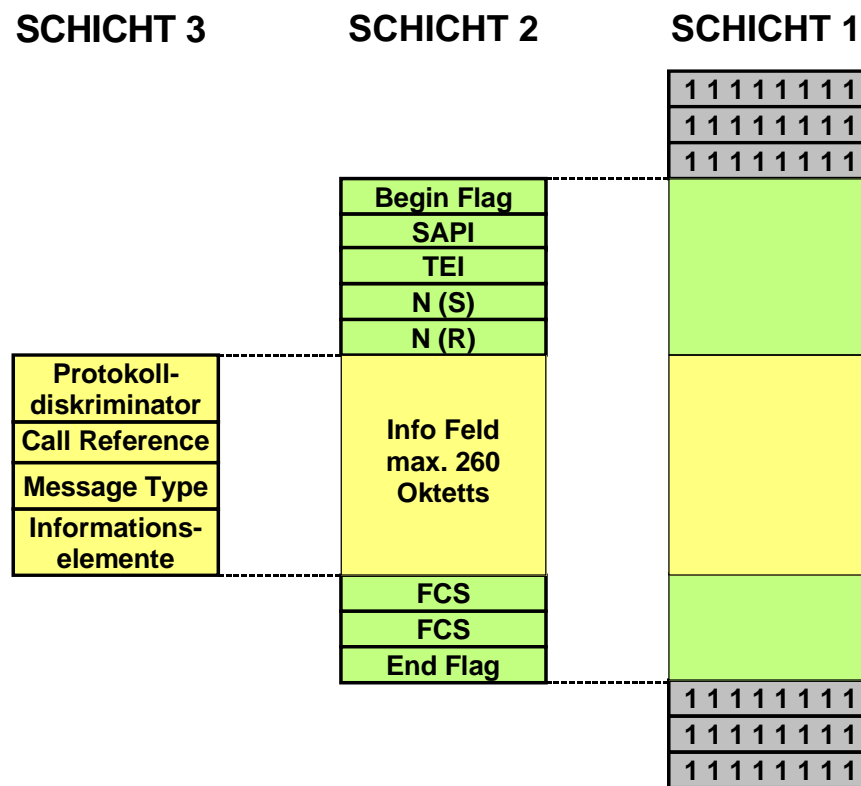 SCHICHT 3
SCHICHT 2
SCHICHT 1
1 1 1 1 1 1 1 1
1 1 1 1 1 1 1 1
1 1 1 1 1 1 1 1
Begin Flag
SAPI
TEI
N (S)
N (R)
Protokoll-
diskriminator
Call Reference
Message Type
Informations-
elemente
Info Feld
max. 260
Oktetts
FCS
FCS
End Flag
1 1 1 1 1 1 1 1
1 1 1 1 1 1 1 1
1 1 1 1 1 1 1 1